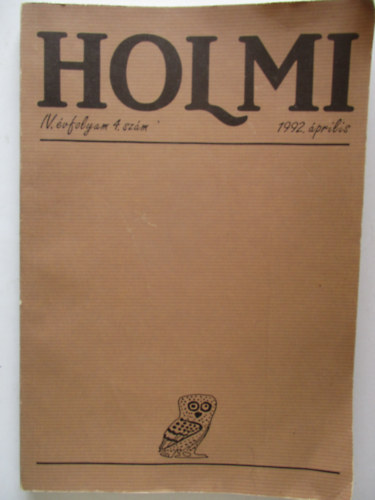 HOLMI
IV. évfolyam 4. szám 1992. április